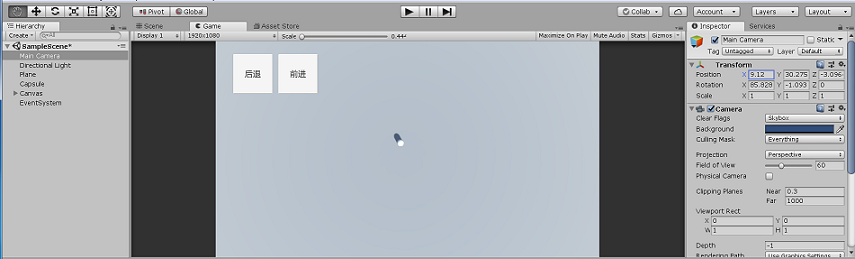 Pivot Global Collab Account Layers Layout
Hierarchy Scene Game Asset Store Inspector Services
Create All Display 1 1920x1080 Scale 0.44 Maximize On Play Mute Audio Stats Gizmos Main Camera Static
SampleScene* Tag Untagged Layer Default
Main Camera Transform
Directional Light Position X 9.12 Y 30.275 Z -3.096
Plane 后退 前进 Rotation X 85.828 Y -1.093 Z 0
Capsule Scale X 1 Y 1 Z 1
Canvas Camera
EventSystem Clear Flags Skybox
Background
Culling Mask Everything
Projection Perspective
Field of View 60
Physical Camera
Clipping Planes Near 0.3
Far 1000
Viewport Rect
X 0 Y 0
W 1 H 1
Depth -1
Rendering Path Use Graphics Settings